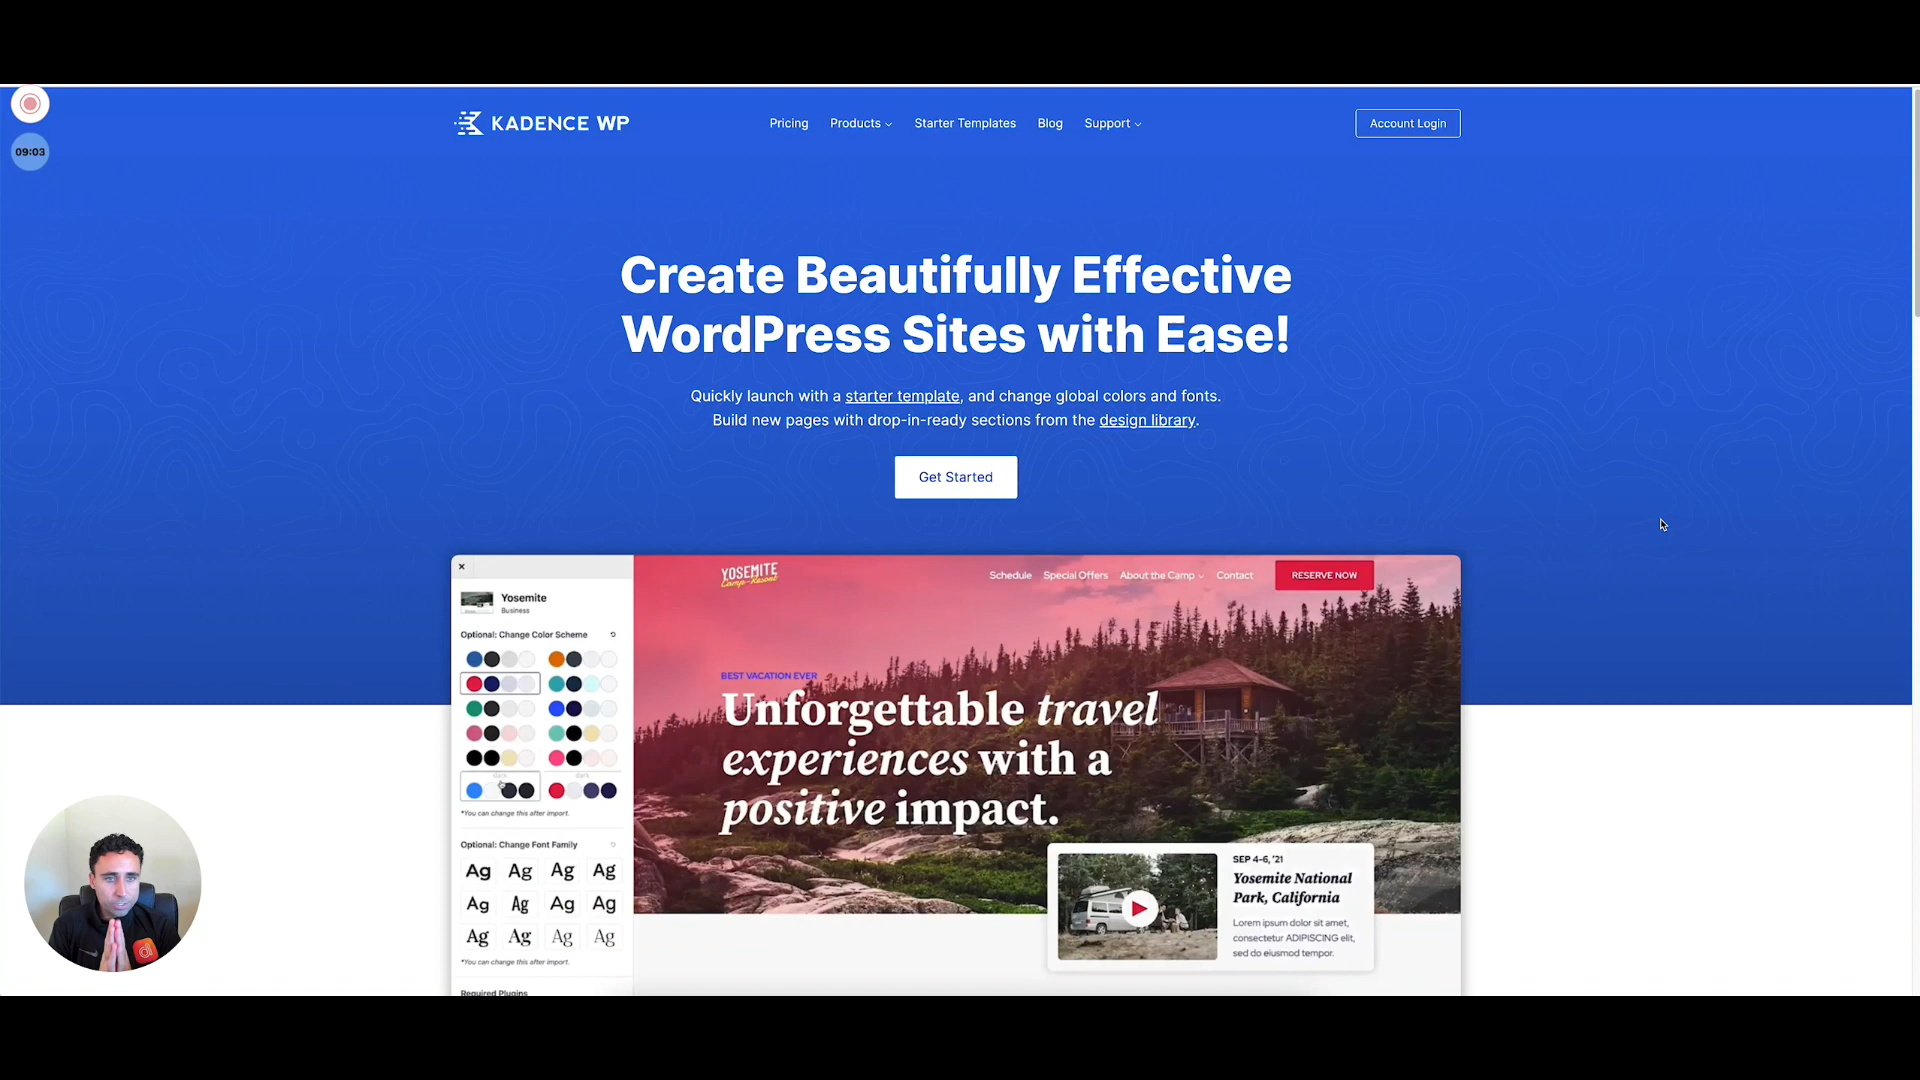 09:03
KADENCE WP
Pricing
Products
Starter Templates
Blog
Support
Account Login
Create Beautifully Effective
WordPress Sites with Ease!
Quickly launch with a starter template, and change global colors and fonts.
Build new pages with drop-in-ready sections from the design library.
Get Started
Yosemite
Business
Optional: Change Color Scheme
dark
dark
*You can change this after import.
Optional: Change Font Family
Ag Ag Ag Ag
Ag Ag Ag Ag
Ag Ag Ag Ag
*You can change this after import.
Required Plugins
YOSEMITE
Camp-Resort
Schedule
Special Offers
About the Camp
Contact
RESERVE NOW
BEST VACATION EVER
Unforgettable travel
experiences with a
positive impact.
SEP 4-6, '21
Yosemite National
Park, California
Lorem ipsum dolor sit amet,
consectetur ADIPISCING elit,
sed do eiusmod tempor.